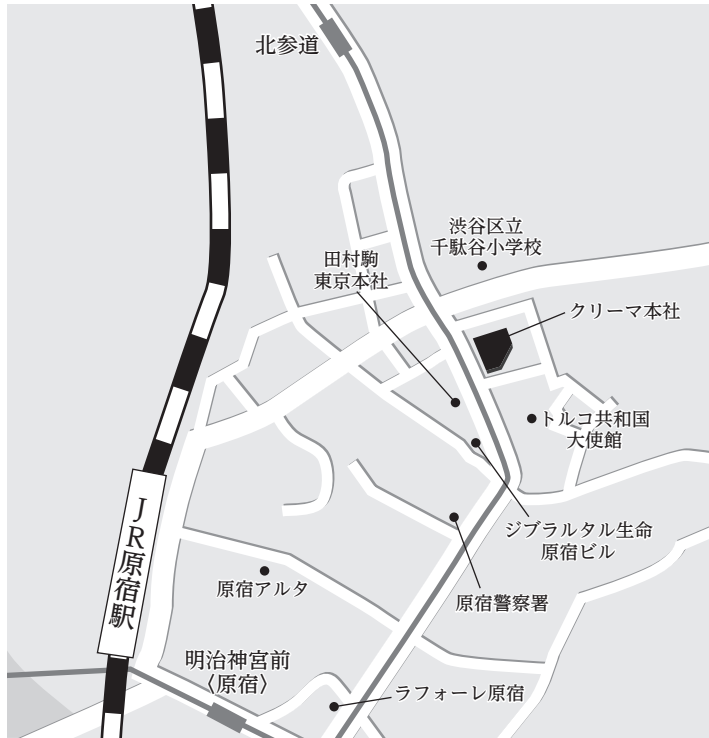 北参道
渋谷区立
千駄谷小学校
田村駒
東京本社
クリーマ本社
トルコ共和国
大使館
JR原宿駅
ジブラルタル生命
原宿ビル
原宿アルタ
原宿警察署
明治神宮前
〈原宿〉
ラフォーレ原宿